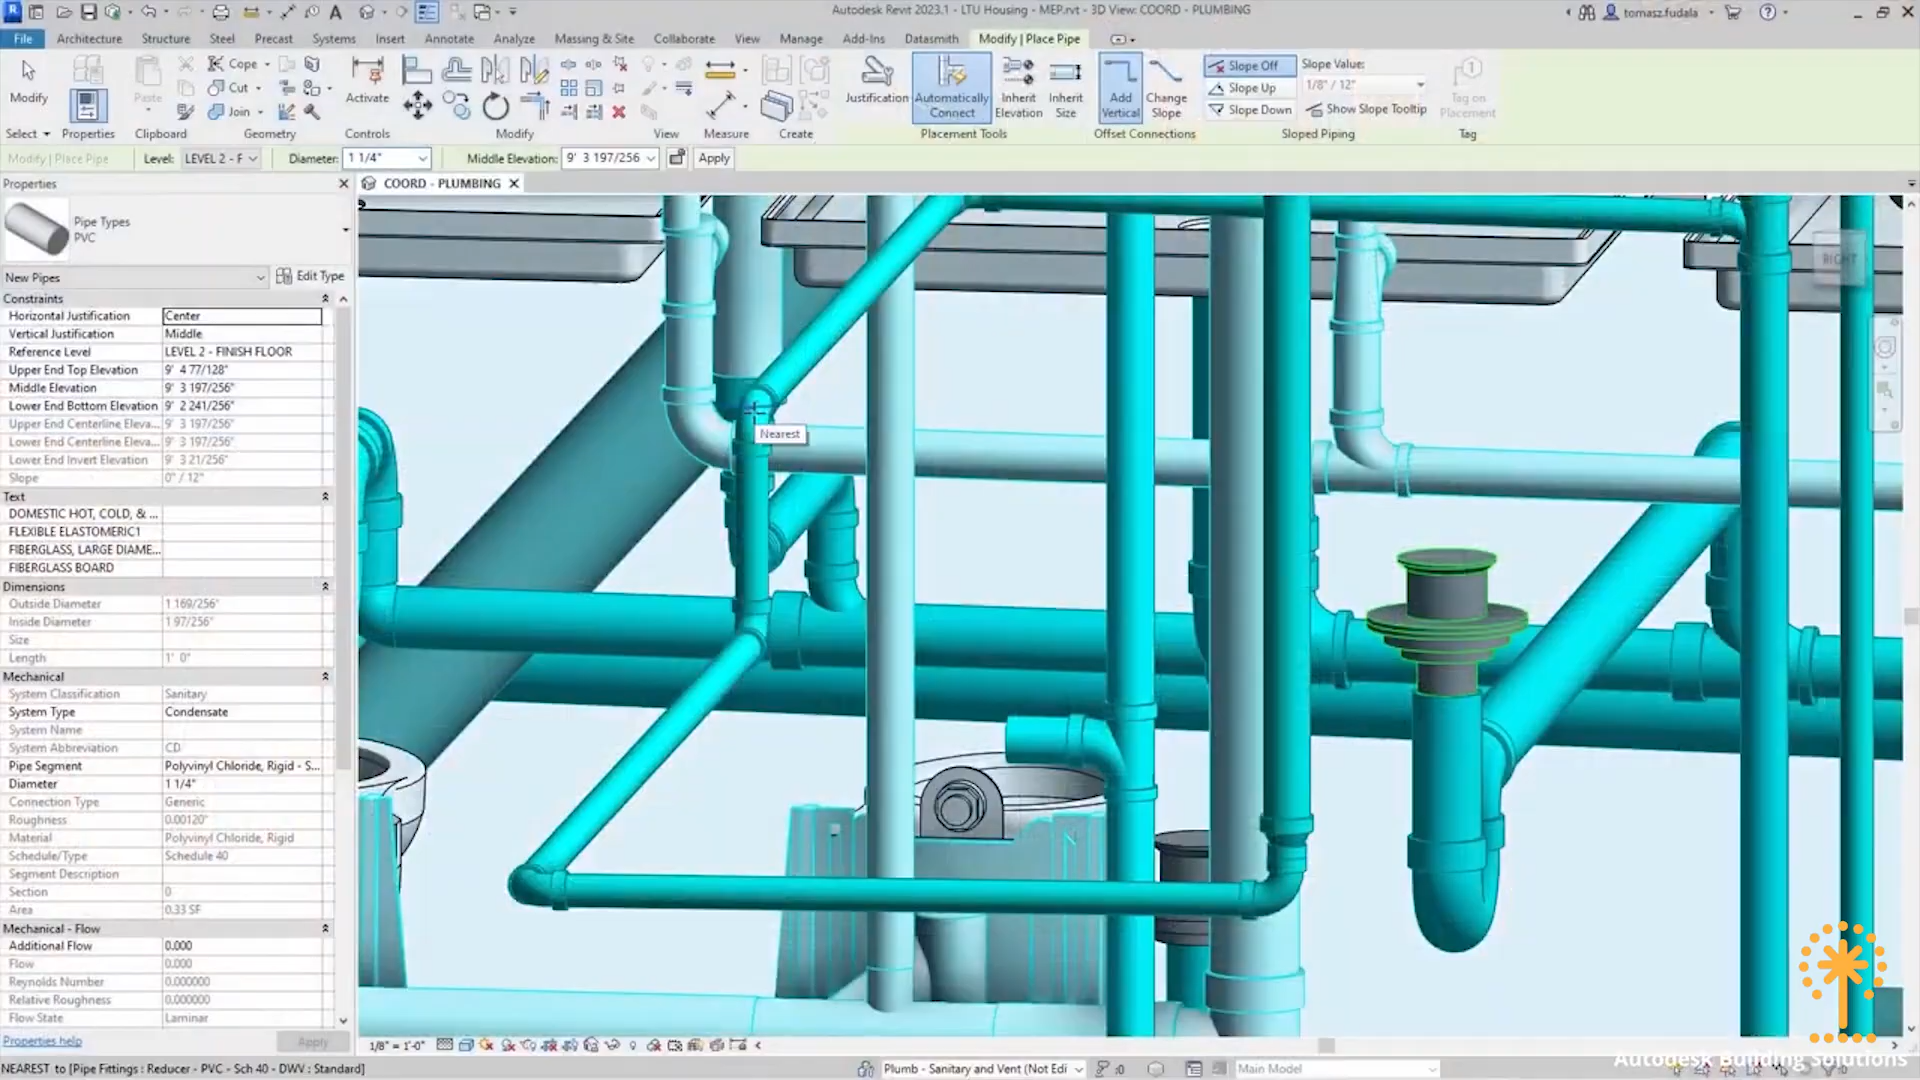 Autodesk Revit 2023.1 - LTU Housing - MEP.rvt - 3D View: COORD - PLUMBING
tomasz.fudala
File Architecture Structure Steel Precast Systems Insert Annotate Analyze Massing & Site Collaborate View Manage Add-Ins Datasmith Modify | Place Pipe
Modify
Paste
Cope
Cut
Join
Activate
Justification
Automatically Connect
Inherit Elevation
Inherit Size
Add Vertical
Change Slope
Slope Off
Slope Up
Slope Down
Slope Value:
1/8" / 12"
Show Slope Tooltip
Tag on Placement
Select Properties Clipboard Geometry Controls Modify View Measure Create Placement Tools Offset Connections Sloped Piping Tag
Modify | Place Pipe Level: LEVEL 2 - F Diameter: 1 1/4" Middle Elevation: 9' 3 197/256 Apply
Properties
COORD - PLUMBING
Pipe Types
PVC
New Pipes Edit Type
Constraints
Horizontal Justification Center
Vertical Justification Middle
Reference Level LEVEL 2 - FINISH FLOOR
Upper End Top Elevation 9' 4 77/128"
Middle Elevation 9' 3 197/256"
Lower End Bottom Elevation 9' 2 241/256"
Upper End Centerline Eleva... 9' 3 197/256"
Lower End Centerline Eleva... 9' 3 197/256"
Lower End Invert Elevation 9' 3 21/256"
Slope 0" / 12"
Text
DOMESTIC HOT, COLD, & ...
FLEXIBLE ELASTOMERIC1
FIBERGLASS, LARGE DIAME...
FIBERGLASS BOARD
Dimensions
Outside Diameter 1 169/256"
Inside Diameter 1 97/256"
Size
Length 1' 0"
Mechanical
System Classification Sanitary
System Type Condensate
System Name
System Abbreviation CD
Pipe Segment Polyvinyl Chloride, Rigid - S...
Diameter 1 1/4"
Connection Type Generic
Roughness 0.00120"
Material Polyvinyl Chloride, Rigid
Schedule/Type Schedule 40
Segment Description
Section 0
Area 0.33 SF
Mechanical - Flow
Additional Flow 0.000
Flow 0.000
Reynolds Number 0.000000
Relative Roughness 0.000000
Flow State Laminar
Properties help Apply
Nearest
RIGHT
1/8" = 1'-0"
Autodesk Building Solutions
NEAREST to [Pipe Fittings : Reducer - PVC - Sch 40 - DWV : Standard]
Plumb - Sanitary and Vent (Not Edi
:0
Main Model